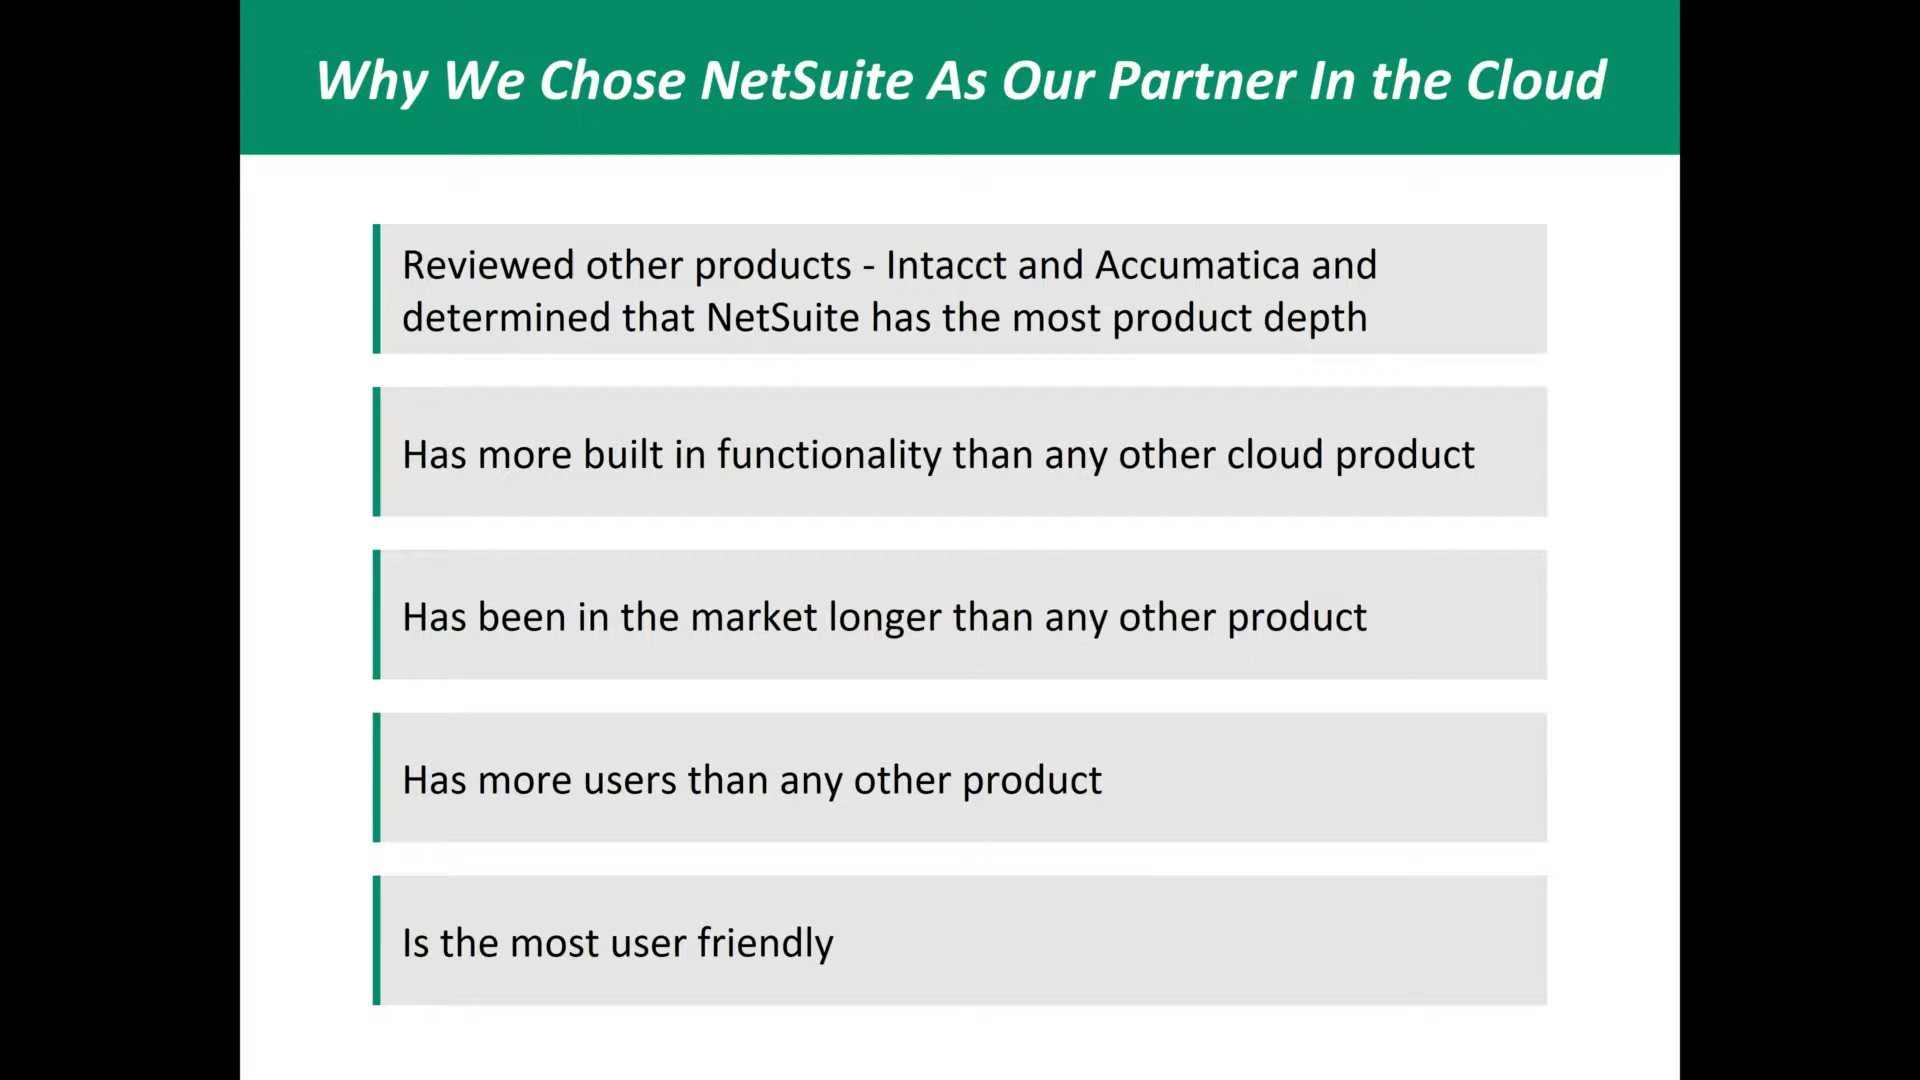 Why We Chose NetSuite As Our Partner In the Cloud
Reviewed other products - Intacct and Accumatica and
determined that NetSuite has the most product depth
Has more built in functionality than any other cloud product
Has been in the market longer than any other product
Has more users than any other product
Is the most user friendly